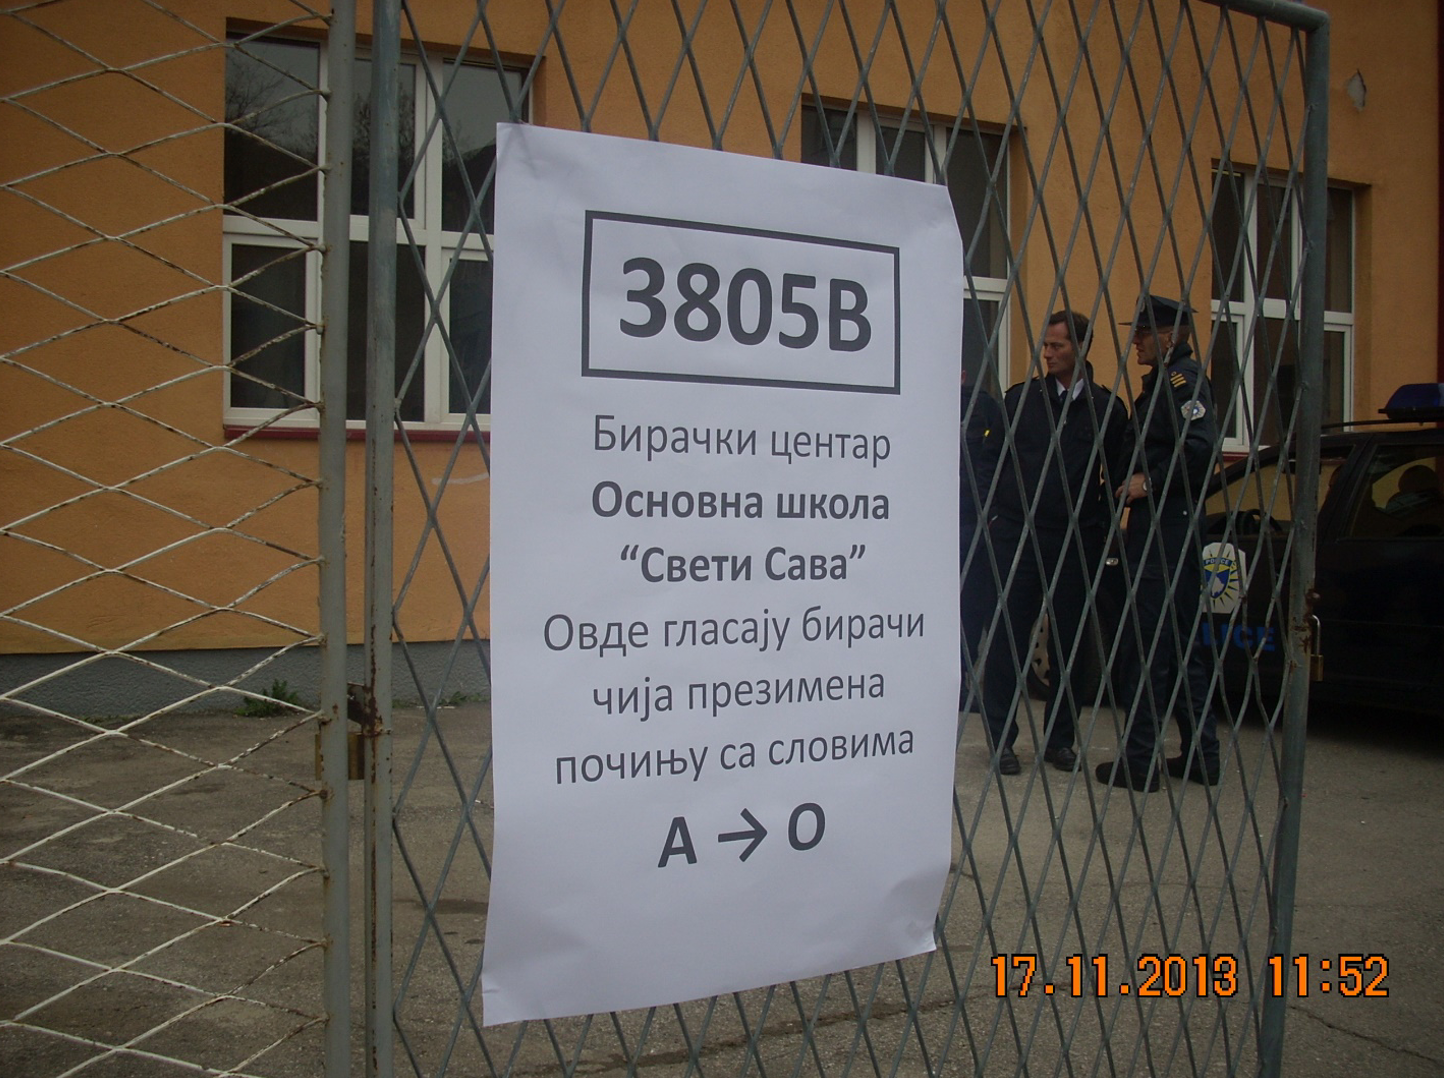 3805B
Бирачки центар
Основна школа
“Свети Сава”
Овде гласају бирачи
чија презимена
почињу са словима
А → О
17.11.2013 11:52